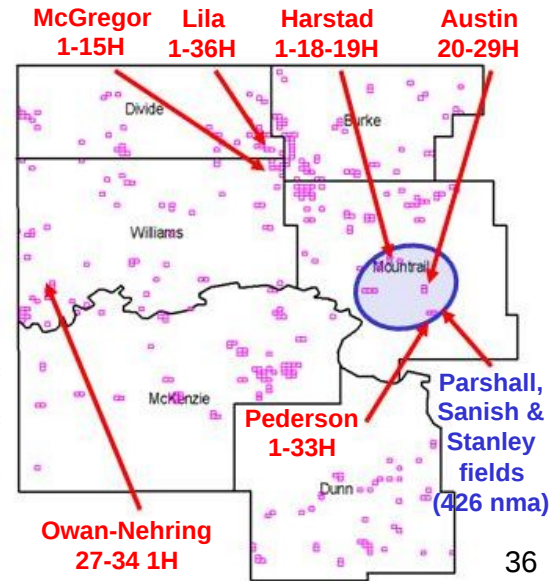 McGregor
1-15H
Lila
1-36H
Harstad
1-18-19H
Austin
20-29H
Divide
Burke
Williams
Mountrail
McKenzie
Pederson
1-33H
Parshall,
Sanish &
Stanley
fields
(426 nma)
Dunn
Owan-Nehring
27-34 1H
36